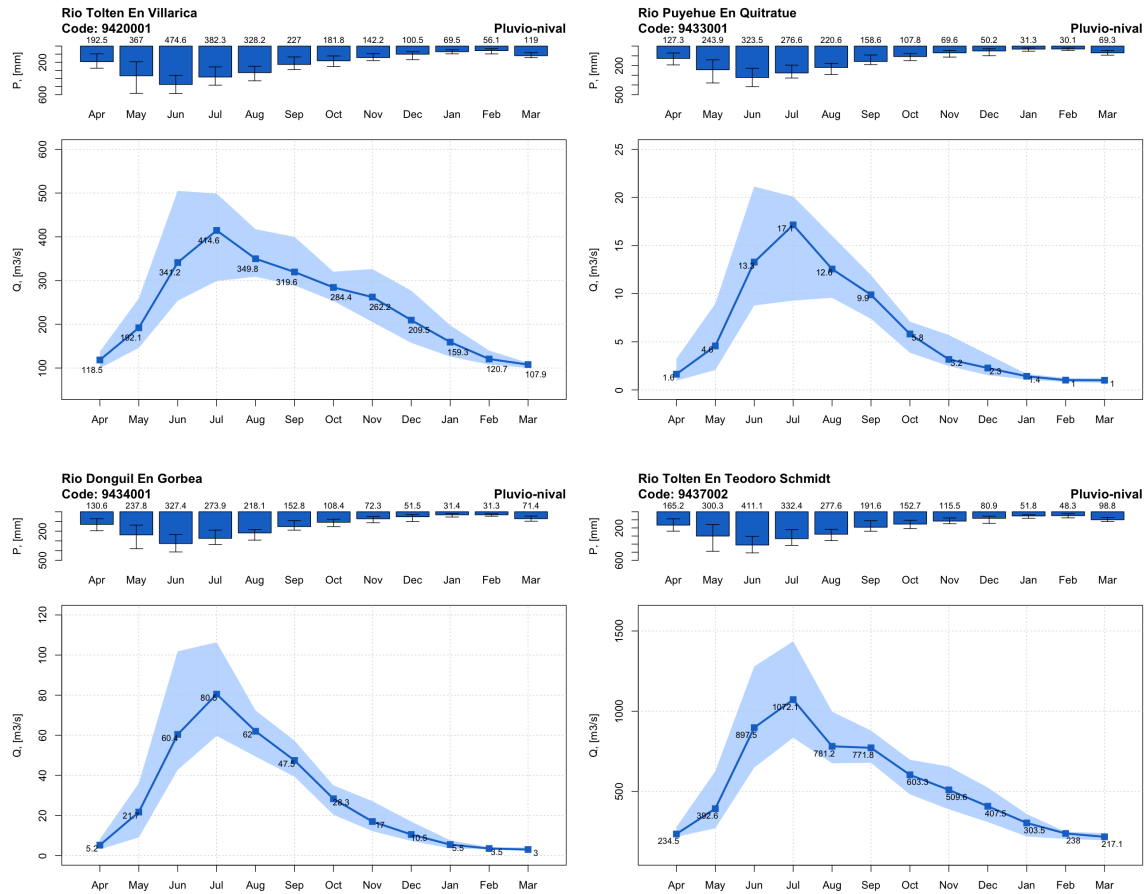 Rio Tolten En Villarica
Code: 9420001 Pluvio-nival
192.5 367 474.6 382.3 328.2 227 181.8 142.2 100.5 69.5 56.1 119
P, [mm]
200
600
Apr May Jun Jul Aug Sep Oct Nov Dec Jan Feb Mar
Q, [m3/s]
600
500
400
300
200
100
118.5 192.1 341.2 414.6 349.8 319.6 284.4 262.2 209.5 159.3 120.7 107.9
Apr May Jun Jul Aug Sep Oct Nov Dec Jan Feb Mar
Rio Puyehue En Quitratue
Code: 9433001 Pluvio-nival
127.3 243.9 323.5 276.6 220.6 158.6 107.8 69.6 50.2 31.3 30.1 69.3
P, [mm]
200
500
Apr May Jun Jul Aug Sep Oct Nov Dec Jan Feb Mar
Q, [m3/s]
25
20
15
10
5
0
1.6 4.6 13.3 17.1 12.6 9.9 5.8 3.2 2.3 1.4 1 1
Apr May Jun Jul Aug Sep Oct Nov Dec Jan Feb Mar
Rio Donguil En Gorbea
Code: 9434001 Pluvio-nival
130.6 237.8 327.4 273.9 218.1 152.8 108.4 72.3 51.5 31.4 31.3 71.4
P, [mm]
200
500
Apr May Jun Jul Aug Sep Oct Nov Dec Jan Feb Mar
Q, [m3/s]
120
100
80
60
40
20
0
5.2 60.4 62 47.5 28.3 17 10.5 5.5 3.5 3
Apr May Jun Jul Aug Sep Oct Nov Dec Jan Feb Mar
Rio Tolten En Teodoro Schmidt
Code: 9437002 Pluvio-nival
165.2 300.3 411.1 332.4 277.6 191.6 152.7 115.5 80.9 51.8 48.3 98.8
P, [mm]
200
600
Apr May Jun Jul Aug Sep Oct Nov Dec Jan Feb Mar
Q, [m3/s]
1500
1000
500
234.5 392.6 897.5 1072.1 781.2 771.8 603.3 509.6 407.5 303.5 238 217.1
Apr May Jun Jul Aug Sep Oct Nov Dec Jan Feb Mar